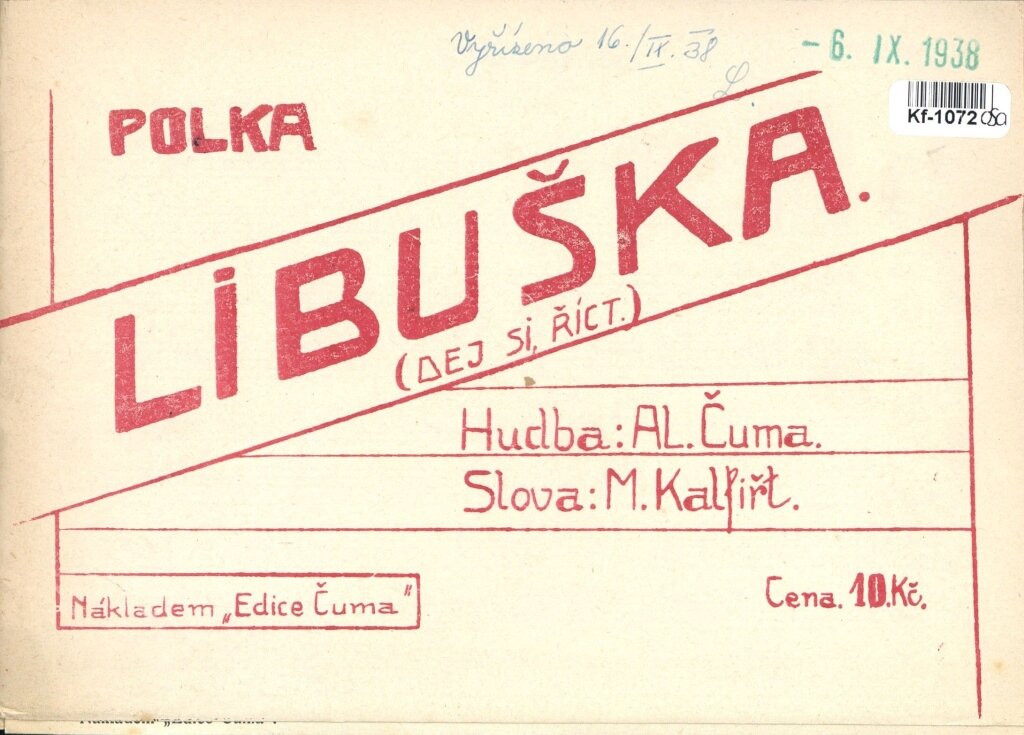 Vyřízeno 16./IX. 38
L.
- 6. IX. 1938
Kf-1072
POLKA
LIBUŠKA.
(DEJ SI, ŘÍCT.)
Hudba: AL. Čuma.
Slova: M. Kalfiřt.
Nákladem „Edice Čuma"
Cena. 10.Kč.